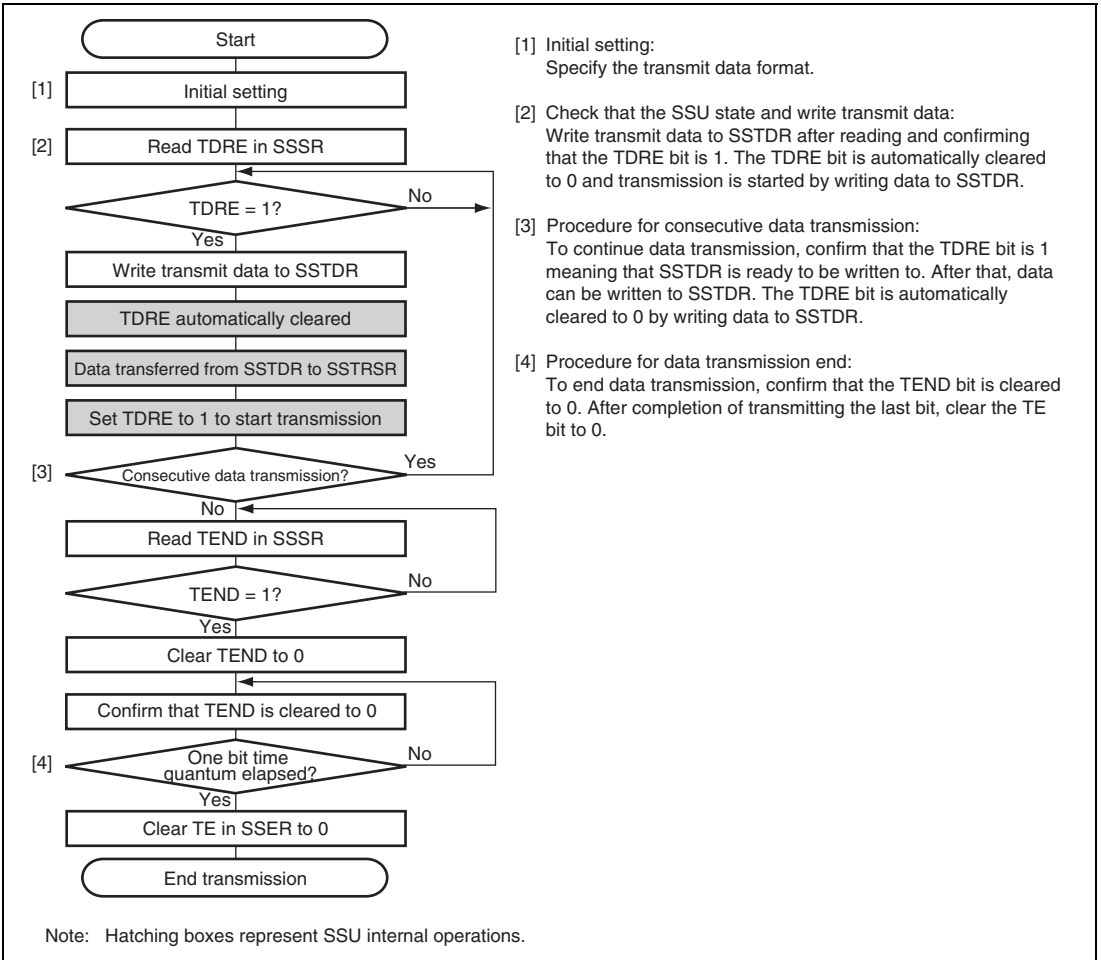 Start
[1] Initial setting
[2] Read TDRE in SSSR
TDRE = 1?
No
Yes
Write transmit data to SSTDR
TDRE automatically cleared
Data transferred from SSTDR to SSTRSR
Set TDRE to 1 to start transmission
[3] Consecutive data transmission?
Yes
No
Read TEND in SSSR
TEND = 1?
No
Yes
Clear TEND to 0
Confirm that TEND is cleared to 0
[4] One bit time
quantum elapsed?
No
Yes
Clear TE in SSER to 0
End transmission
[1] Initial setting:
Specify the transmit data format.
[2] Check that the SSU state and write transmit data:
Write transmit data to SSTDR after reading and confirming
that the TDRE bit is 1. The TDRE bit is automatically cleared
to 0 and transmission is started by writing data to SSTDR.
[3] Procedure for consecutive data transmission:
To continue data transmission, confirm that the TDRE bit is 1
meaning that SSTDR is ready to be written to. After that, data
can be written to SSTDR. The TDRE bit is automatically
cleared to 0 by writing data to SSTDR.
[4] Procedure for data transmission end:
To end data transmission, confirm that the TEND bit is cleared
to 0. After completion of transmitting the last bit, clear the TE
bit to 0.
Note: Hatching boxes represent SSU internal operations.